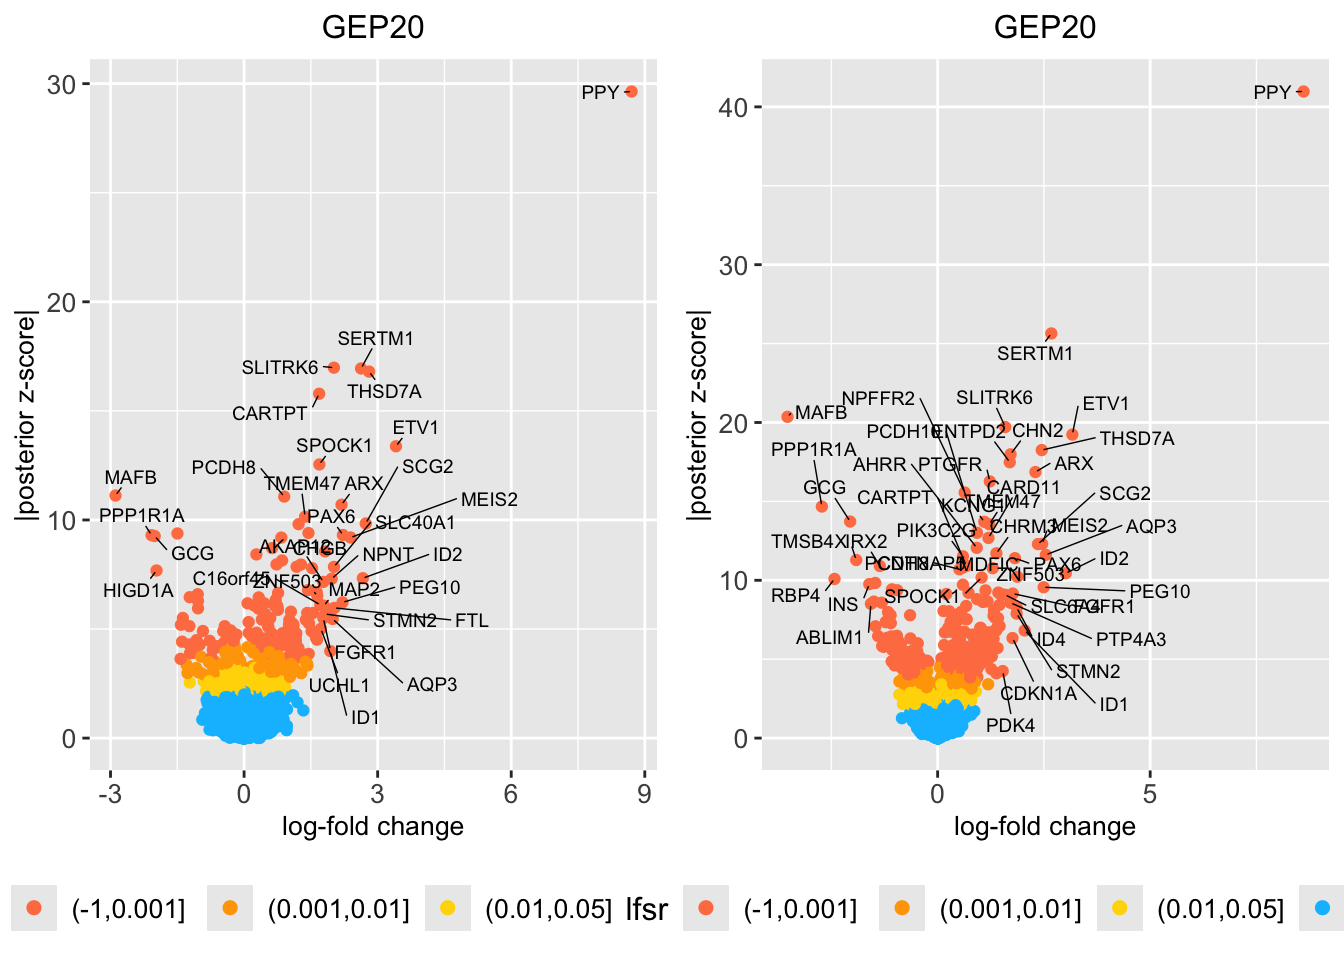 GEP20
|posterior z-score|
30
20
10
0
PPY
SERTM1
SLITRK6
THSD7A
CARTPT
ETV1
SPOCK1
SCG2
PCDH8
MAFB
TMEM47
ARX
MEIS2
PPP1R1A
PAX6
SLC40A1
AKAP12
CHGB
GCG
NPNT
ID2
C16orf45
ZNF503
HIGD1A
MAP2
PEG10
STMN2
FTL
FGFR1
UCHL1
AQP3
ID1
-3
0
3
6
9
log-fold change
GEP20
|posterior z-score|
40
30
20
10
0
PPY
SERTM1
NPFFR2
SLITRK6
MAFB
ETV1
PCDH10
ENTPD2
CHN2
THSD7A
PPP1R1A
AHRR
PTGFR
ARX
GCG
CARD11
SCG2
CARTPT
KCNG1
TMEM47
PIK3C2G
CHRM3
MEIS2
AQP3
TMSB4X
IRX2
PCDH8
MDFIC
PAX6
ID2
ZNF503
RBP4
INS
SPOCK1
PEG10
SLC6A4
FGFR1
ABLIM1
ID4
PTP4A3
STMN2
CDKN1A
ID1
PDK4
0
5
log-fold change
(-1,0.001]
(0.001,0.01]
(0.01,0.05]
lfsr
(-1,0.001]
(0.001,0.01]
(0.01,0.05]